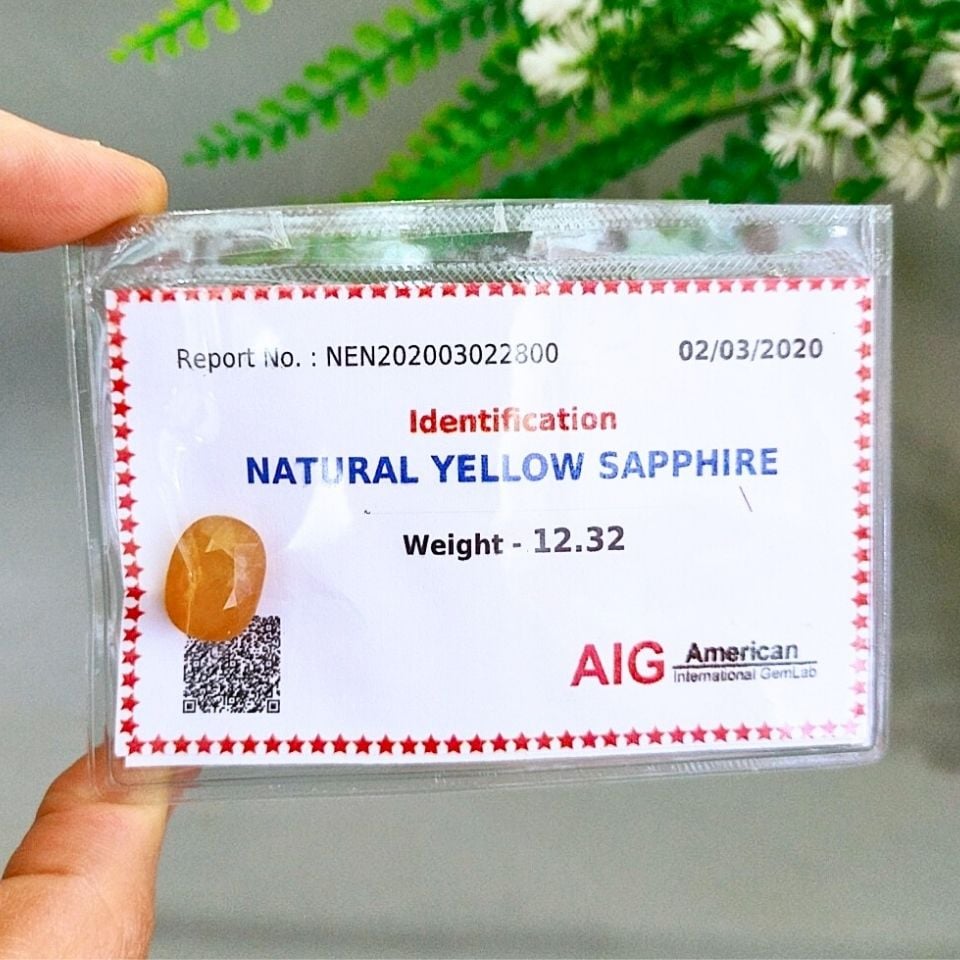 Report No. : NEN202003022800 02/03/2020
Identification
NATURAL YELLOW SAPPHIRE
Weight - 12.32
AIG American
International GemLab